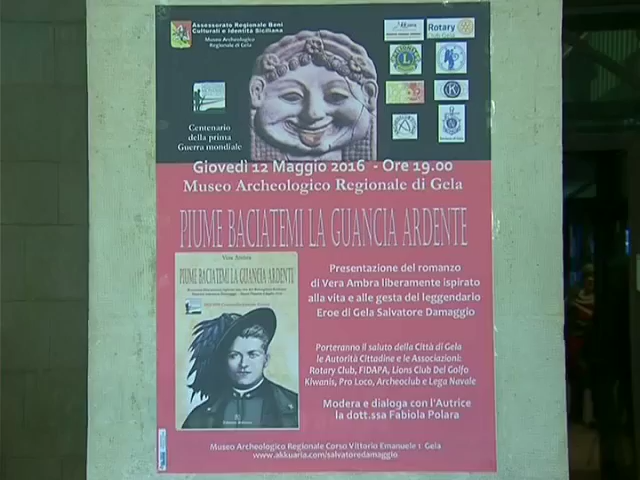 Assessorato Regionale Beni
Culturali e Identità Siciliana
Museo Archeologico
Regionale di Gela
Rotary
Club Gela
Centenario
della prima
Guerra mondiale
Giovedì 12 Maggio 2016 - Ore 19.00
Museo Archeologico Regionale di Gela
PIUME BACIATEMI LA GUANCIA ARDENTE
Vera Ambra
PIUME BACIATEMI LA GUANCIA ARDENTE
Presentazione del romanzo
di Vera Ambra liberamente ispirato
alla vita e alle gesta del leggendario
Eroe di Gela Salvatore Damaggio
Porteranno il saluto della Città di Gela
le Autorità Cittadine e le Associazioni:
Rotary Club, FIDAPA, Lions Club Del Golfo
Kiwanis, Pro Loco, Archeoclub e Lega Navale
Modera e dialoga con l'Autrice
la dott.ssa Fabiola Polara
Museo Archeologico Regionale Corso Vittorio Emanuele 1 Gela
www.akkuaria.com/salvatoredamaggio